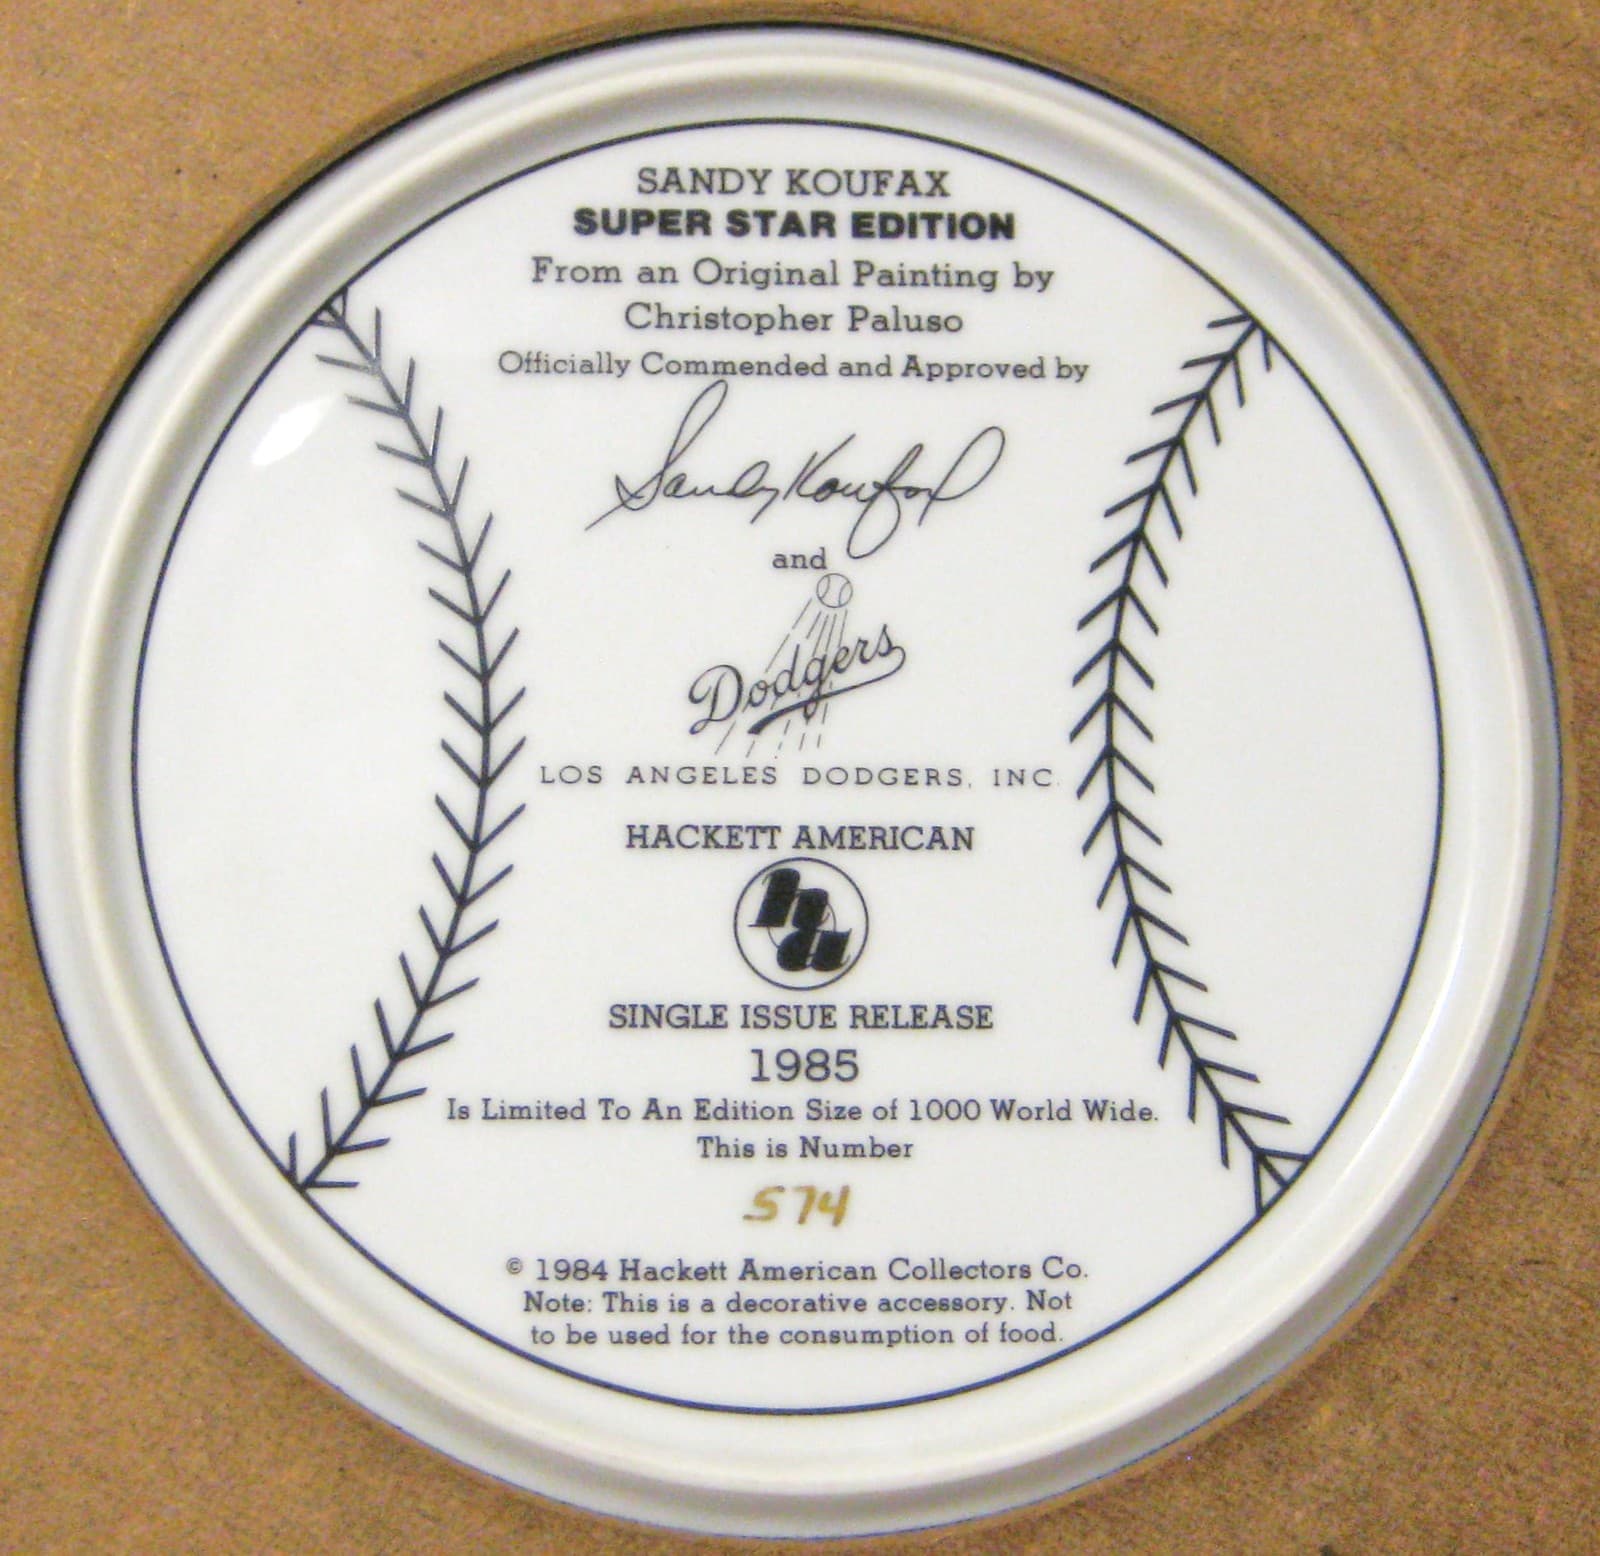 SANDY KOUFAX
SUPER STAR EDITION
From an Original Painting by
Christopher Paluso
Officially Commended and Approved by
Sandy Koufax
and
Dodgers
LOS ANGELES DODGERS, INC.
HACKETT AMERICAN
ha
SINGLE ISSUE RELEASE
1985
Is Limited To An Edition Size of 1000 World Wide.
This is Number
574
© 1984 Hackett American Collectors Co.
Note: This is a decorative accessory. Not
to be used for the consumption of food.